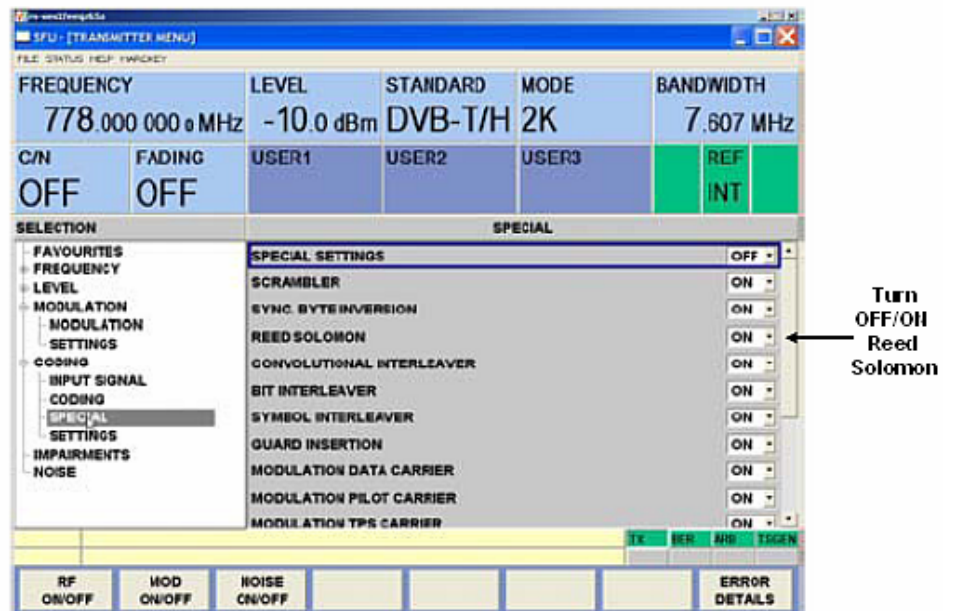 SFU - [TRANSMITTER MENU]
FILE STATUS HELP HARDKEY
FREQUENCY LEVEL STANDARD MODE BANDWIDTH
778.000 000 0 MHz -10.0 dBm DVB-T/H 2K 7.607 MHz
C/N FADING USER1 USER2 USER3 REF
OFF OFF INT
SELECTION SPECIAL
FAVOURITES
FREQUENCY
LEVEL
MODULATION
MODULATION
SETTINGS
CODING
INPUT SIGNAL
CODING
SPECIAL
SETTINGS
IMPAIRMENTS
NOISE
SPECIAL SETTINGS OFF
SCRAMBLER ON
SYNC. BYTE INVERSION ON
REED SOLOMON ON
CONVOLUTIONAL INTERLEAVER ON
BIT INTERLEAVER ON
SYMBOL INTERLEAVER ON
GUARD INSERTION ON
MODULATION DATA CARRIER ON
MODULATION PILOT CARRIER ON
MODULATION TPS CARRIER ON
Turn
OFF/ON
Reed
Solomon
TX BER ARB TSGEN
RF ON/OFF
MOD ON/OFF
NOISE ON/OFF
ERROR DETAILS